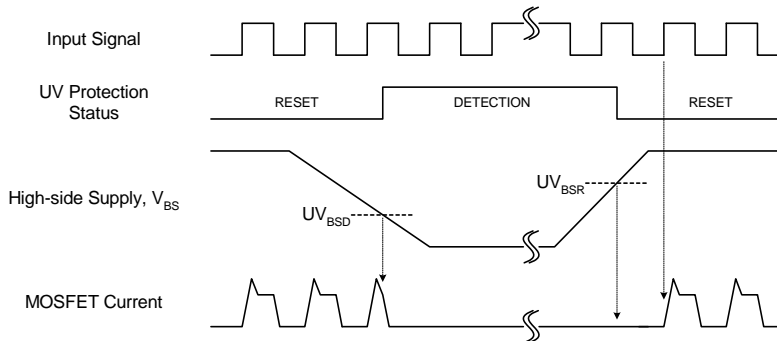 Input Signal
UV Protection
Status
RESET
DETECTION
RESET
High-side Supply, V_BS
UV_BSD
UV_BSR
MOSFET Current